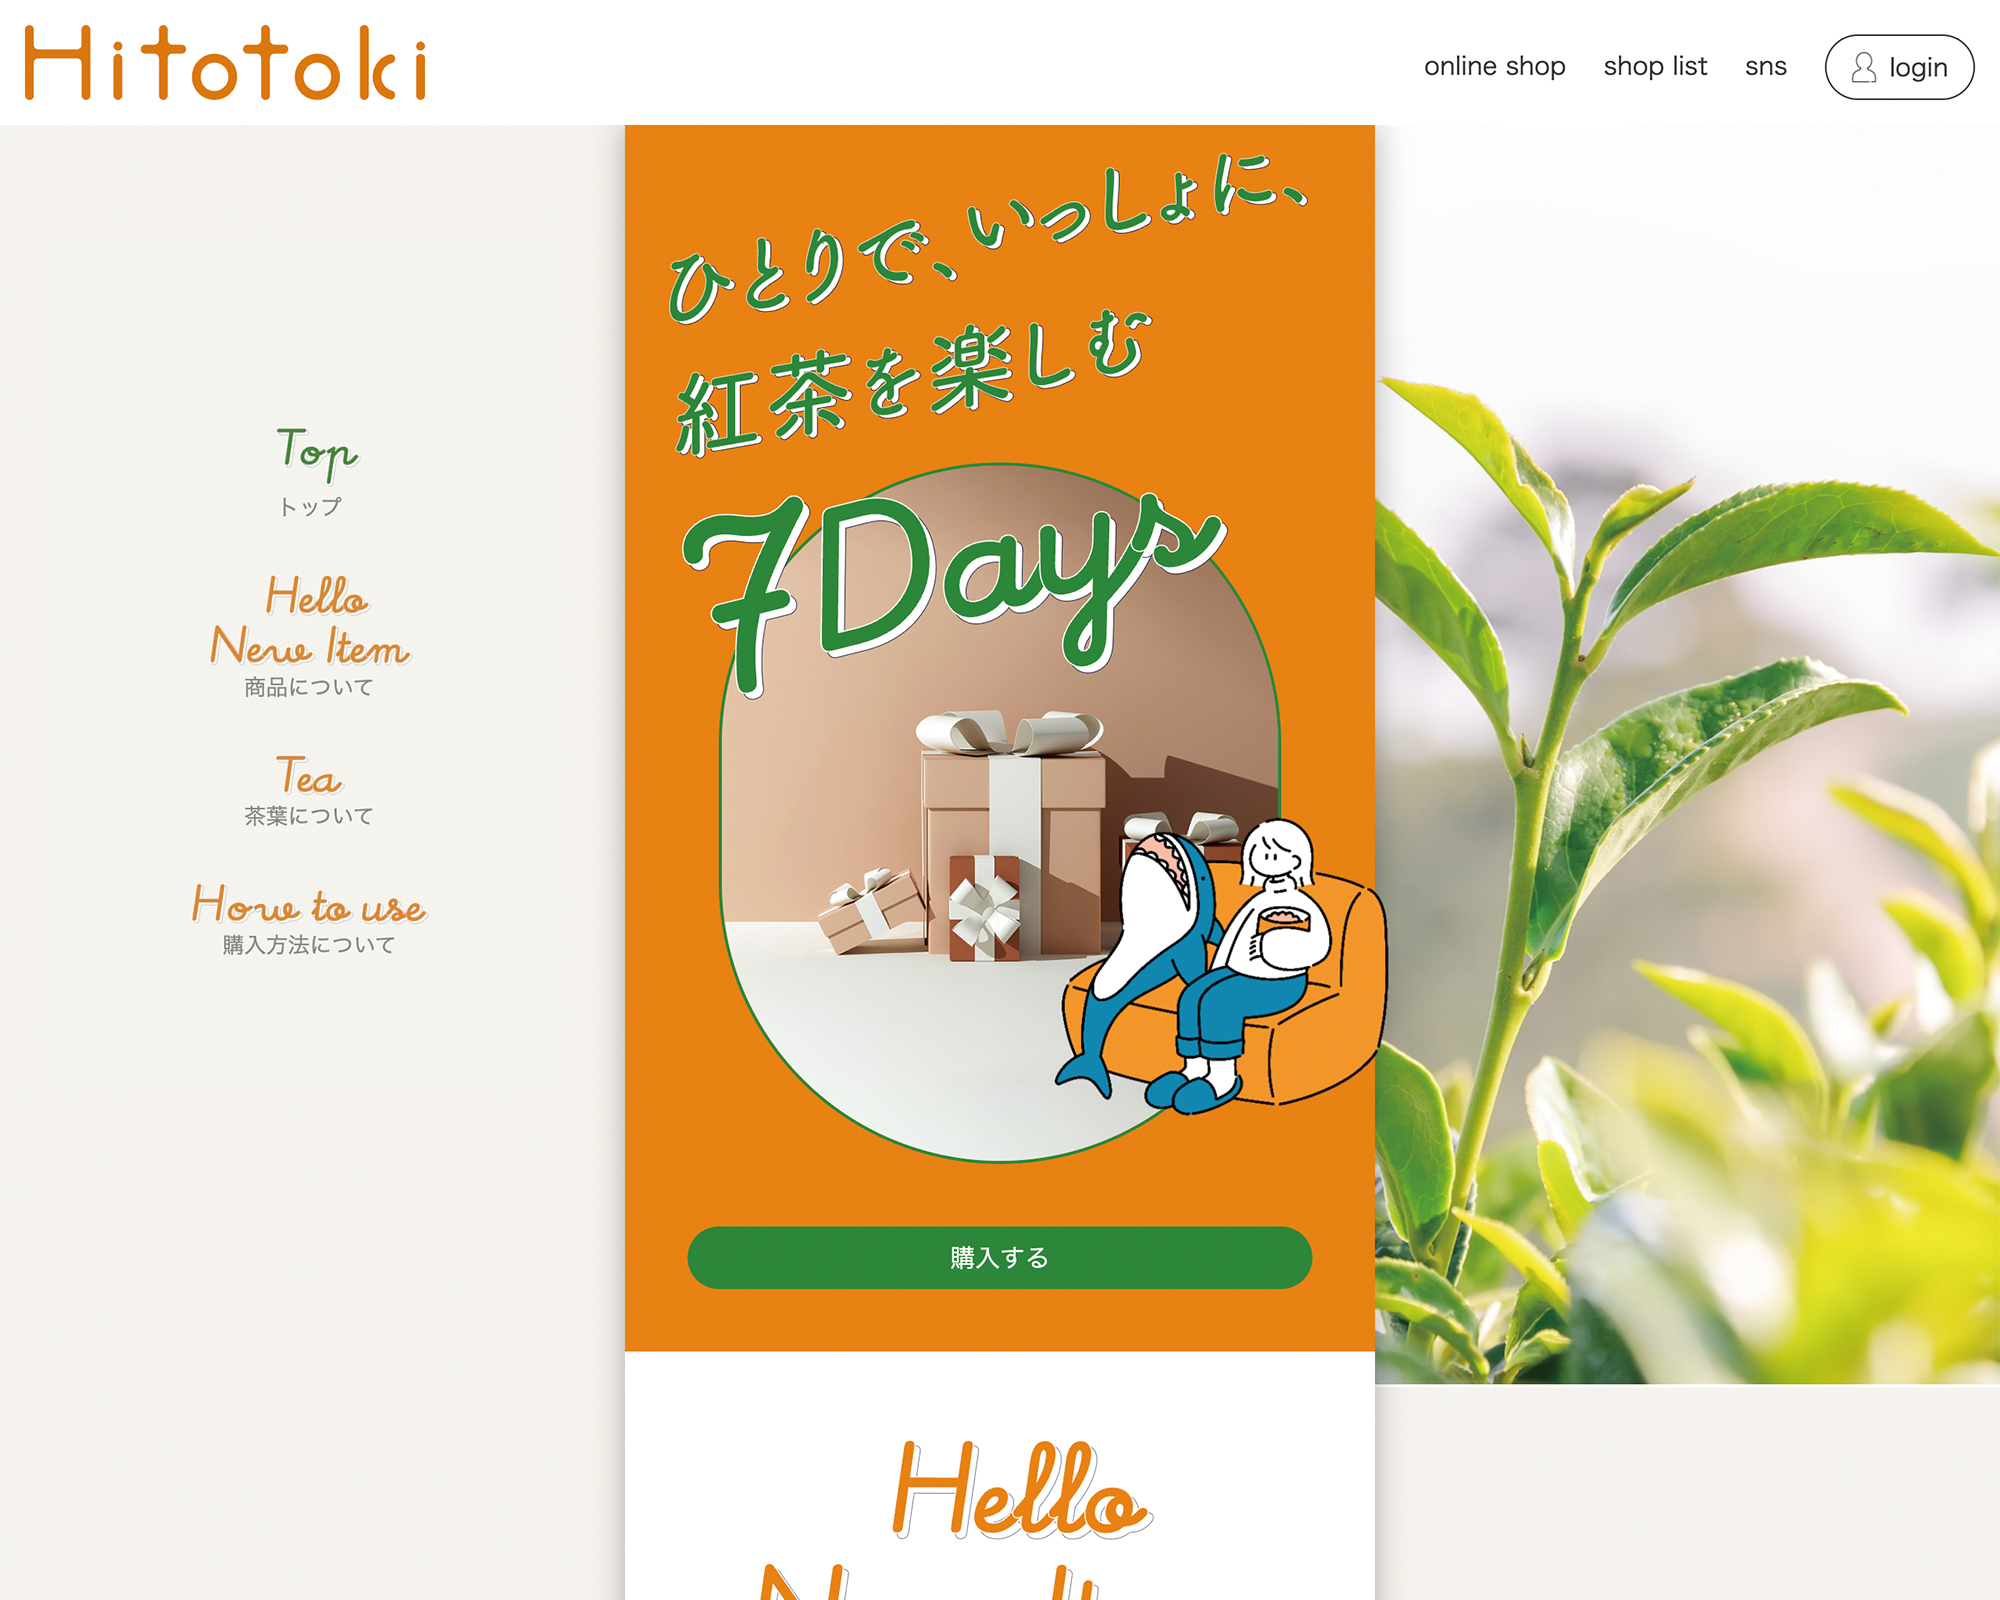 Hitotoki
online shop
shop list
sns
login
Top
トップ
Hello
New Item
商品について
Tea
茶葉について
How to use
購入方法について
ひとりで、いっしょに、
紅茶を楽しむ
7Days
購入する
Hello